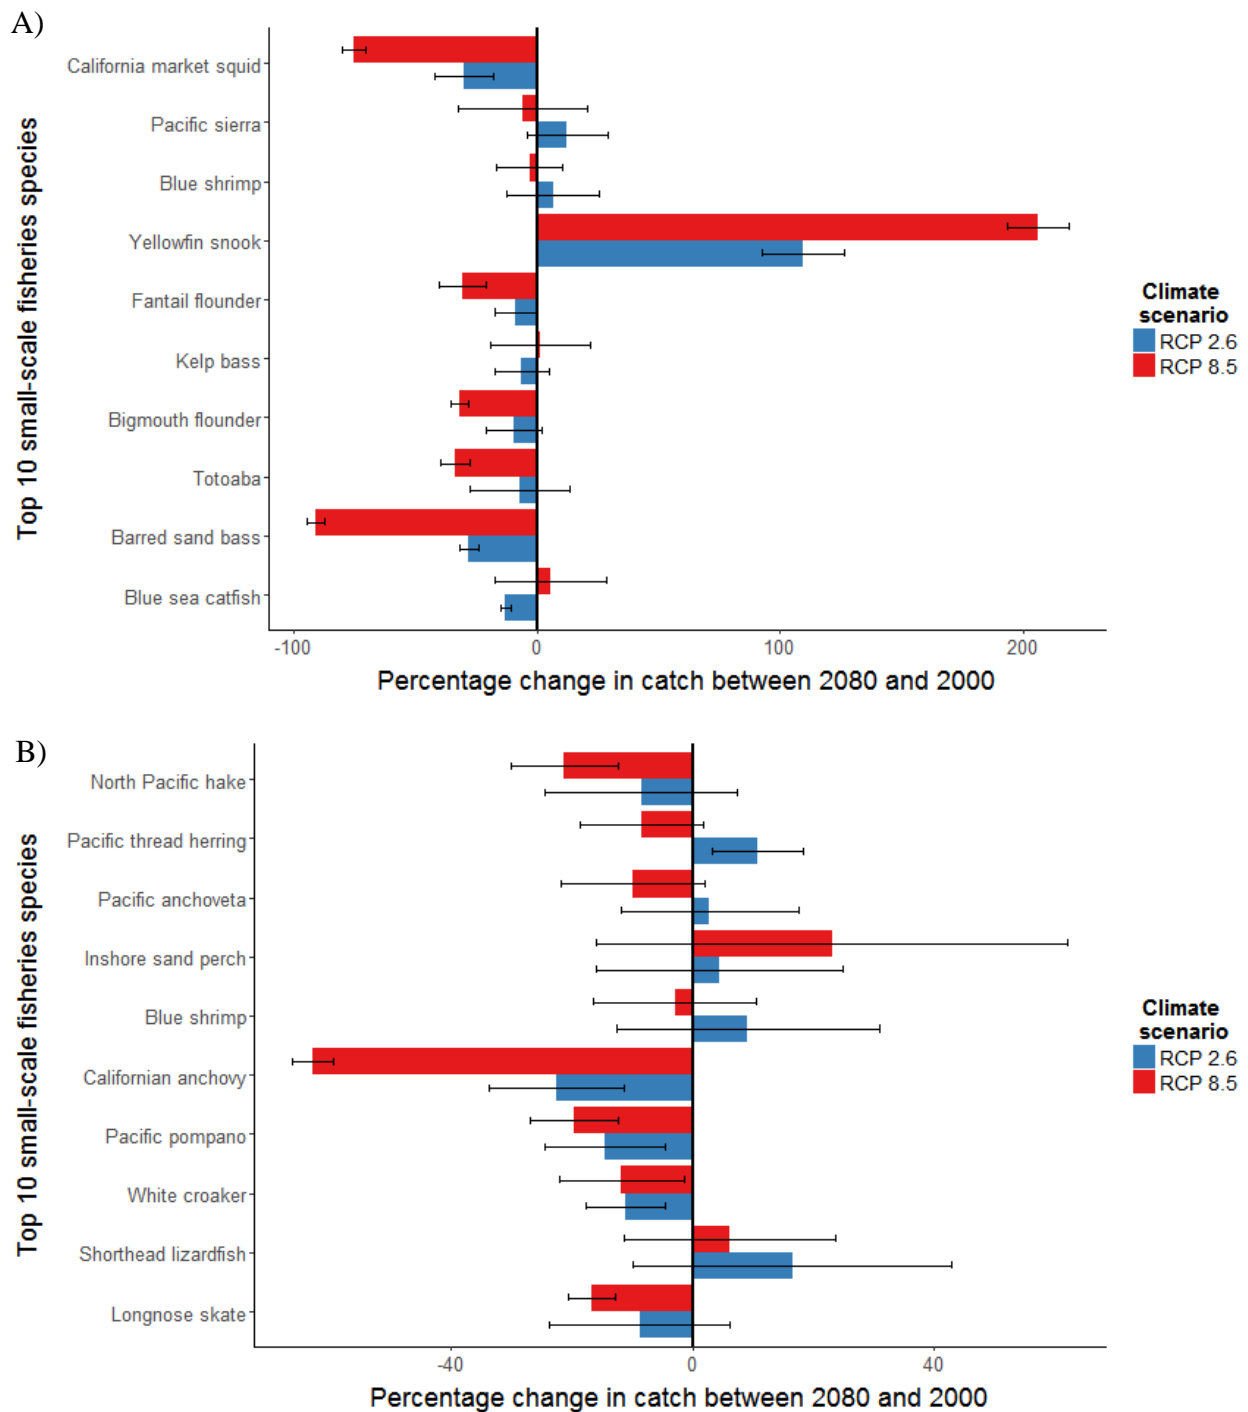 A)
Top 10 small-scale fisheries species
California market squid
Pacific sierra
Blue shrimp
Yellowfin snook
Fantail flounder
Kelp bass
Bigmouth flounder
Totoaba
Barred sand bass
Blue sea catfish
-100
0
100
200
Percentage change in catch between 2080 and 2000
Climate
scenario
RCP 2.6
RCP 8.5
B)
Top 10 small-scale fisheries species
North Pacific hake
Pacific thread herring
Pacific anchoveta
Inshore sand perch
Blue shrimp
Californian anchovy
Pacific pompano
White croaker
Shorthead lizardfish
Longnose skate
-40
0
40
Percentage change in catch between 2080 and 2000
Climate
scenario
RCP 2.6
RCP 8.5